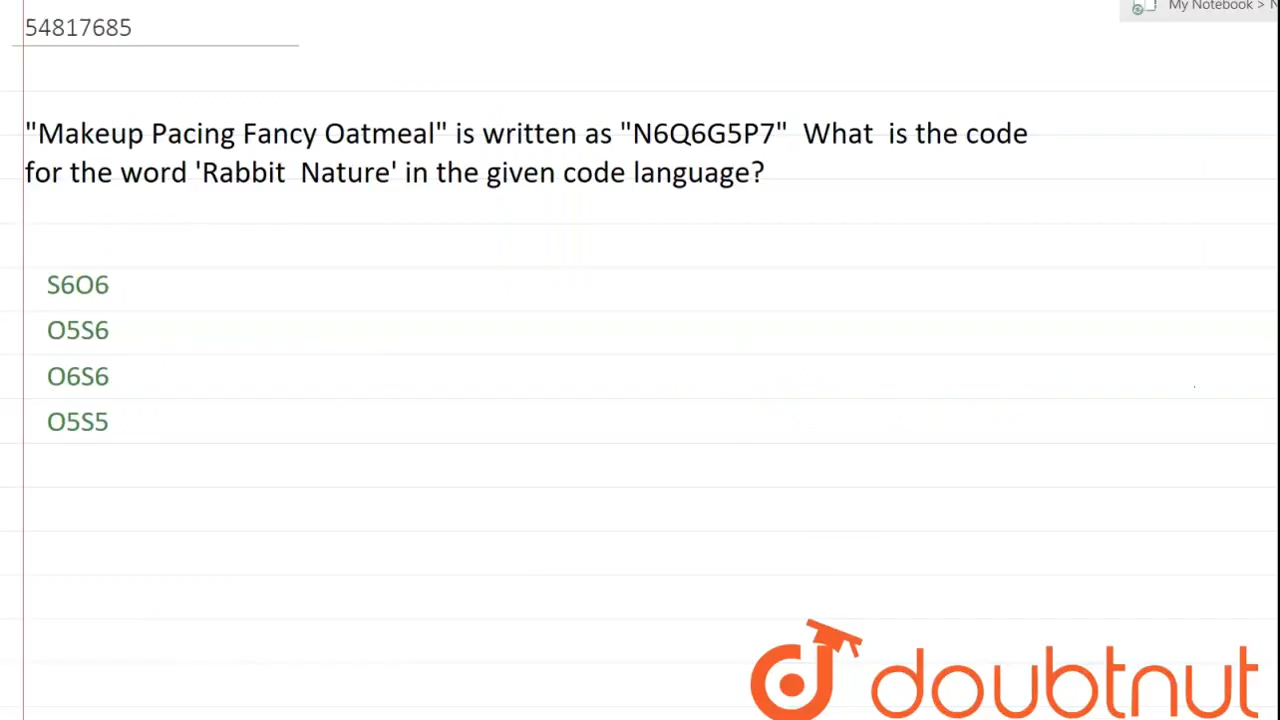 54817685
My Notebook > N
"Makeup Pacing Fancy Oatmeal" is written as "N6Q6G5P7" What is the code
for the word 'Rabbit Nature' in the given code language?
S6O6
O5S6
O6S6
O5S5
doubtnut